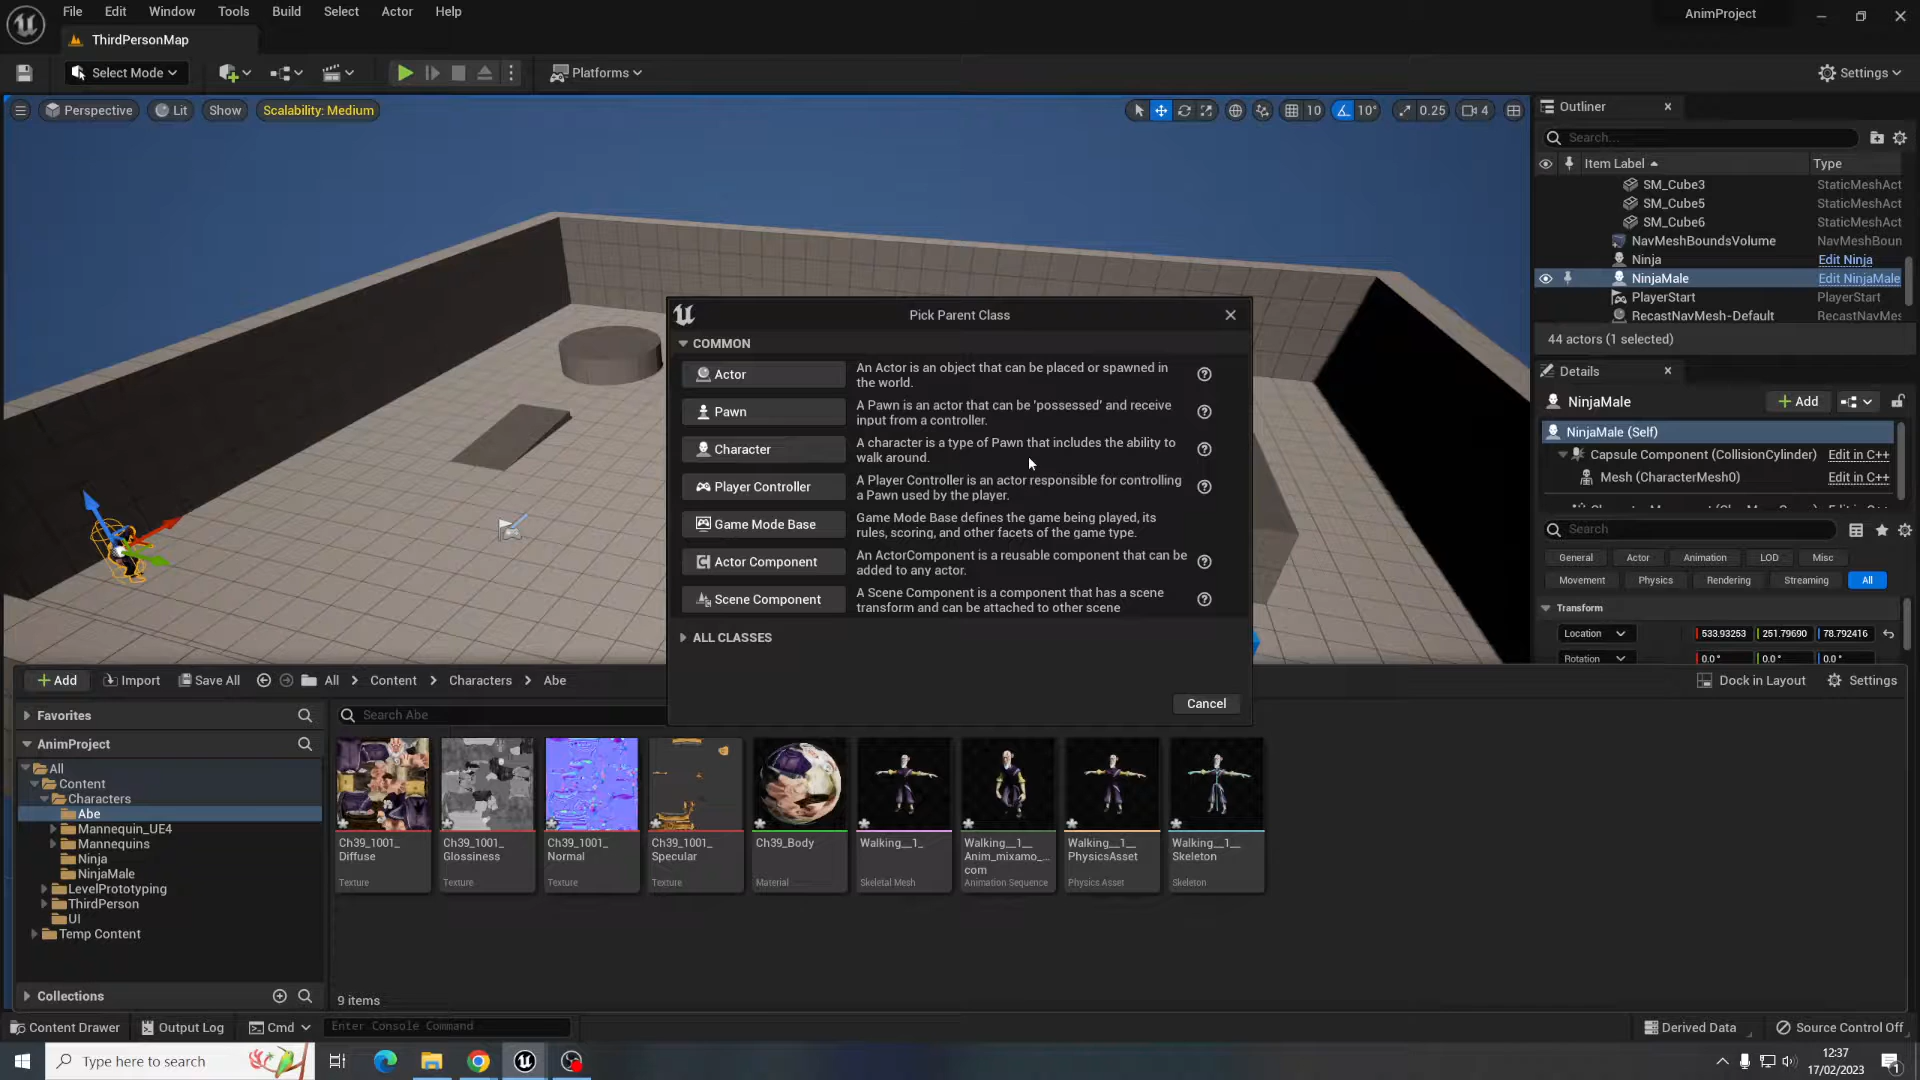 File Edit Window Tools Build Select Actor Help
AnimProject
ThirdPersonMap
Select Mode
Platforms
Settings
Perspective
Lit
Show
Scalability: Medium
10
10°
0.25
4
Outliner
Search...
Item Label
Type
SM_Cube3 StaticMeshAct
SM_Cube5 StaticMeshAct
SM_Cube6 StaticMeshAct
NavMeshBoundsVolume NavMeshBoun
Ninja Edit Ninja
NinjaMale Edit NinjaMale
PlayerStart PlayerStart
RecastNavMesh-Default RecastNavMes
44 actors (1 selected)
Details
NinjaMale
Add
NinjaMale (Self)
Capsule Component (CollisionCylinder) Edit in C++
Mesh (CharacterMesh0) Edit in C++
Search
General Actor Animation LOD Misc
Movement Physics Rendering Streaming All
Transform
Location 533.93253 251.79690 78.792416
Rotation 0.0° 0.0° 0.0°
Pick Parent Class
COMMON
Actor
An Actor is an object that can be placed or spawned in
the world.
Pawn
A Pawn is an actor that can be 'possessed' and receive
input from a controller.
Character
A character is a type of Pawn that includes the ability to
walk around.
Player Controller
A Player Controller is an actor responsible for controlling
a Pawn used by the player.
Game Mode Base
Game Mode Base defines the game being played, its
rules, scoring, and other facets of the game type.
Actor Component
An ActorComponent is a reusable component that can be
added to any actor.
Scene Component
A Scene Component is a component that has a scene
transform and can be attached to other scene
ALL CLASSES
Cancel
Add
Import
Save All
All
Content
Characters
Abe
Dock in Layout
Settings
Favorites
AnimProject
All
Content
Characters
Abe
Mannequin_UE4
Mannequins
Ninja
NinjaMale
LevelPrototyping
ThirdPerson
UI
Temp Content
Collections
Search Abe
Ch39_1001_
Diffuse
Texture
Ch39_1001_
Glossiness
Texture
Ch39_1001_
Normal
Texture
Ch39_1001_
Specular
Texture
Ch39_Body
Material
Walking__1_
Skeletal Mesh
Walking__1__
Anim_mixamo_...
com
Animation Sequence
Walking__1__
PhysicsAsset
Physics Asset
Walking__1__
Skeleton
Skeleton
9 items
Content Drawer
Output Log
Cmd
Enter Console Command
Derived Data
Source Control Off
Type here to search
12:37
17/02/2023
1